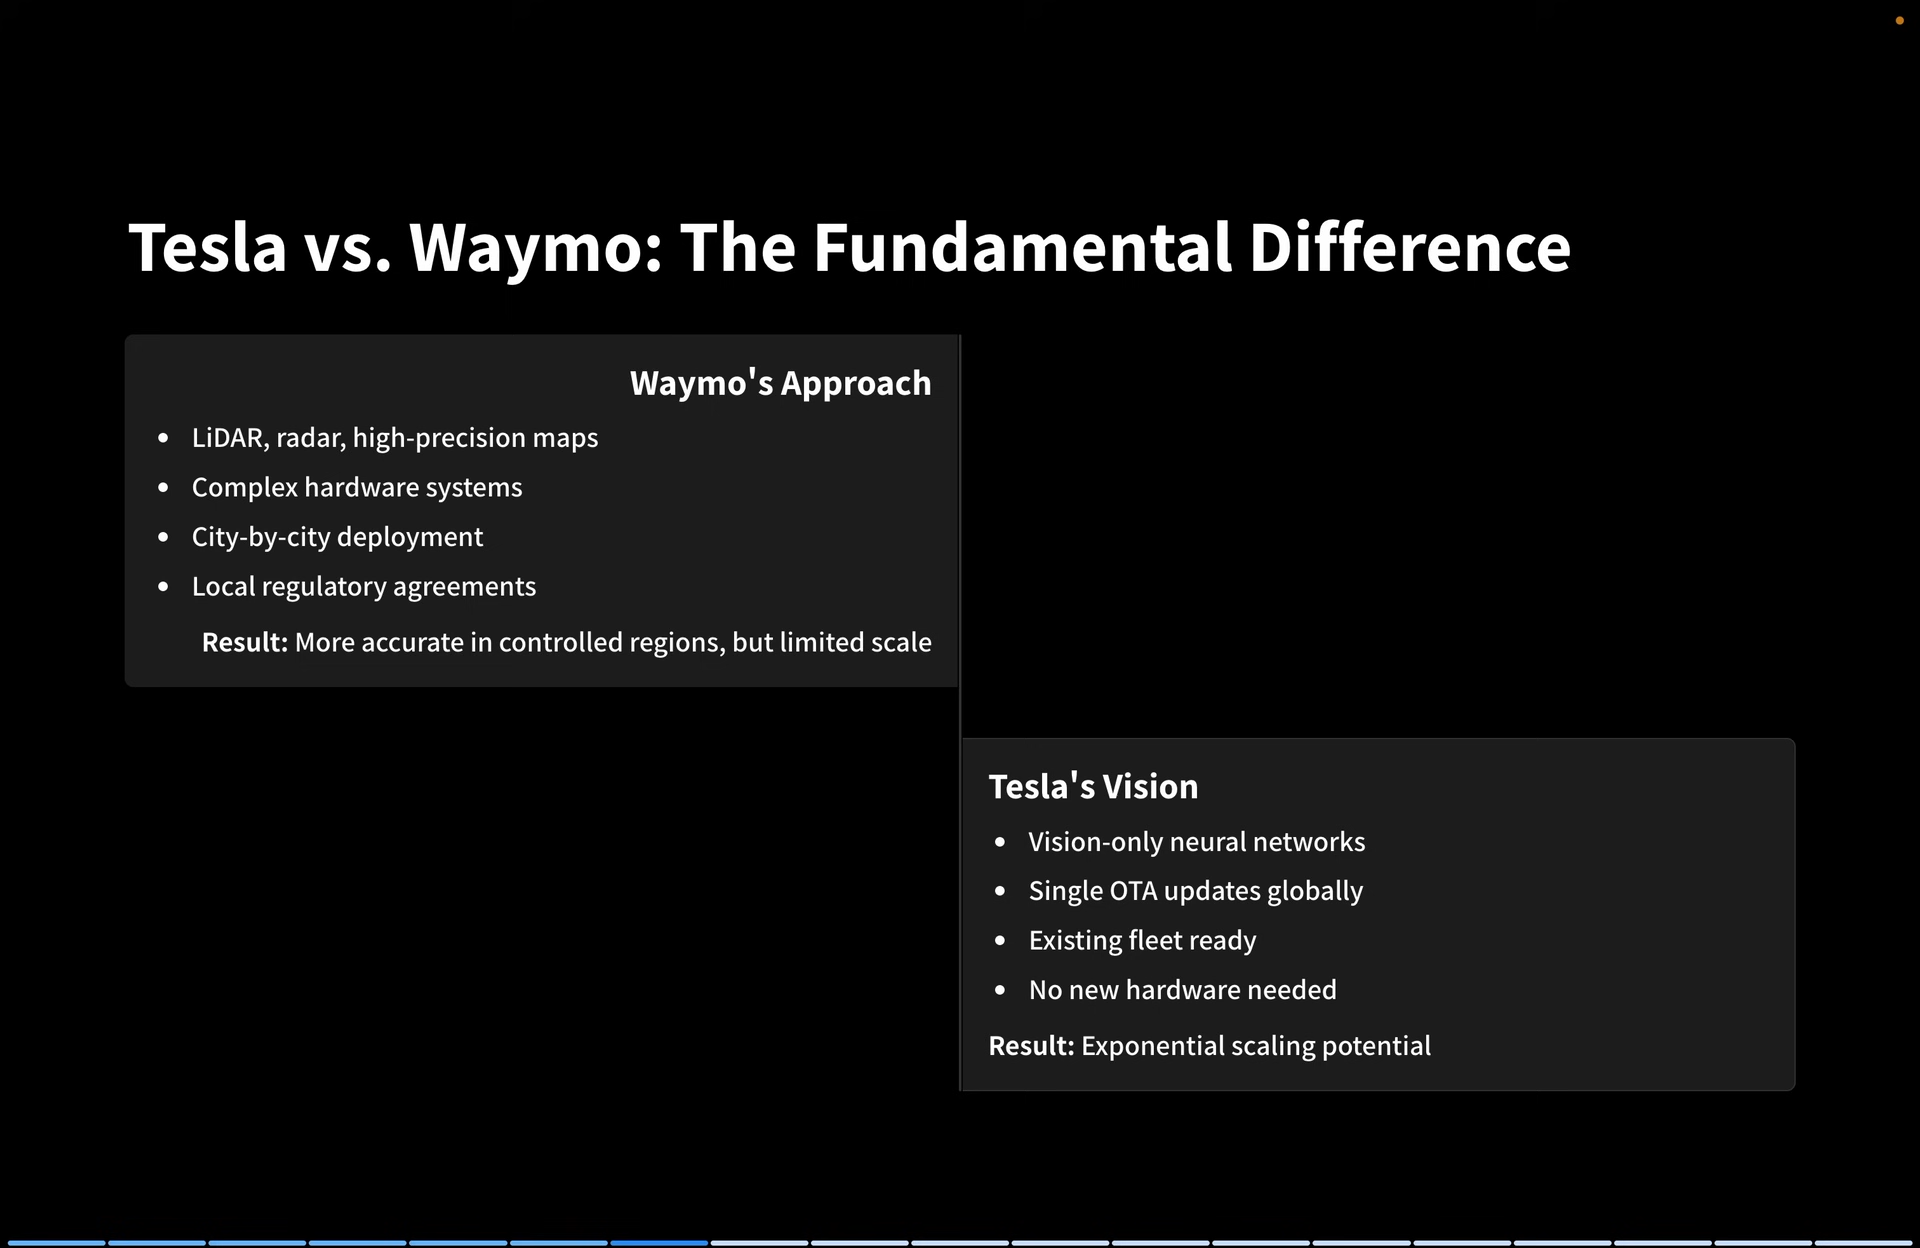 Tesla vs. Waymo: The Fundamental Difference
Waymo's Approach
• LiDAR, radar, high-precision maps
• Complex hardware systems
• City-by-city deployment
• Local regulatory agreements
Result: More accurate in controlled regions, but limited scale
Tesla's Vision
• Vision-only neural networks
• Single OTA updates globally
• Existing fleet ready
• No new hardware needed
Result: Exponential scaling potential